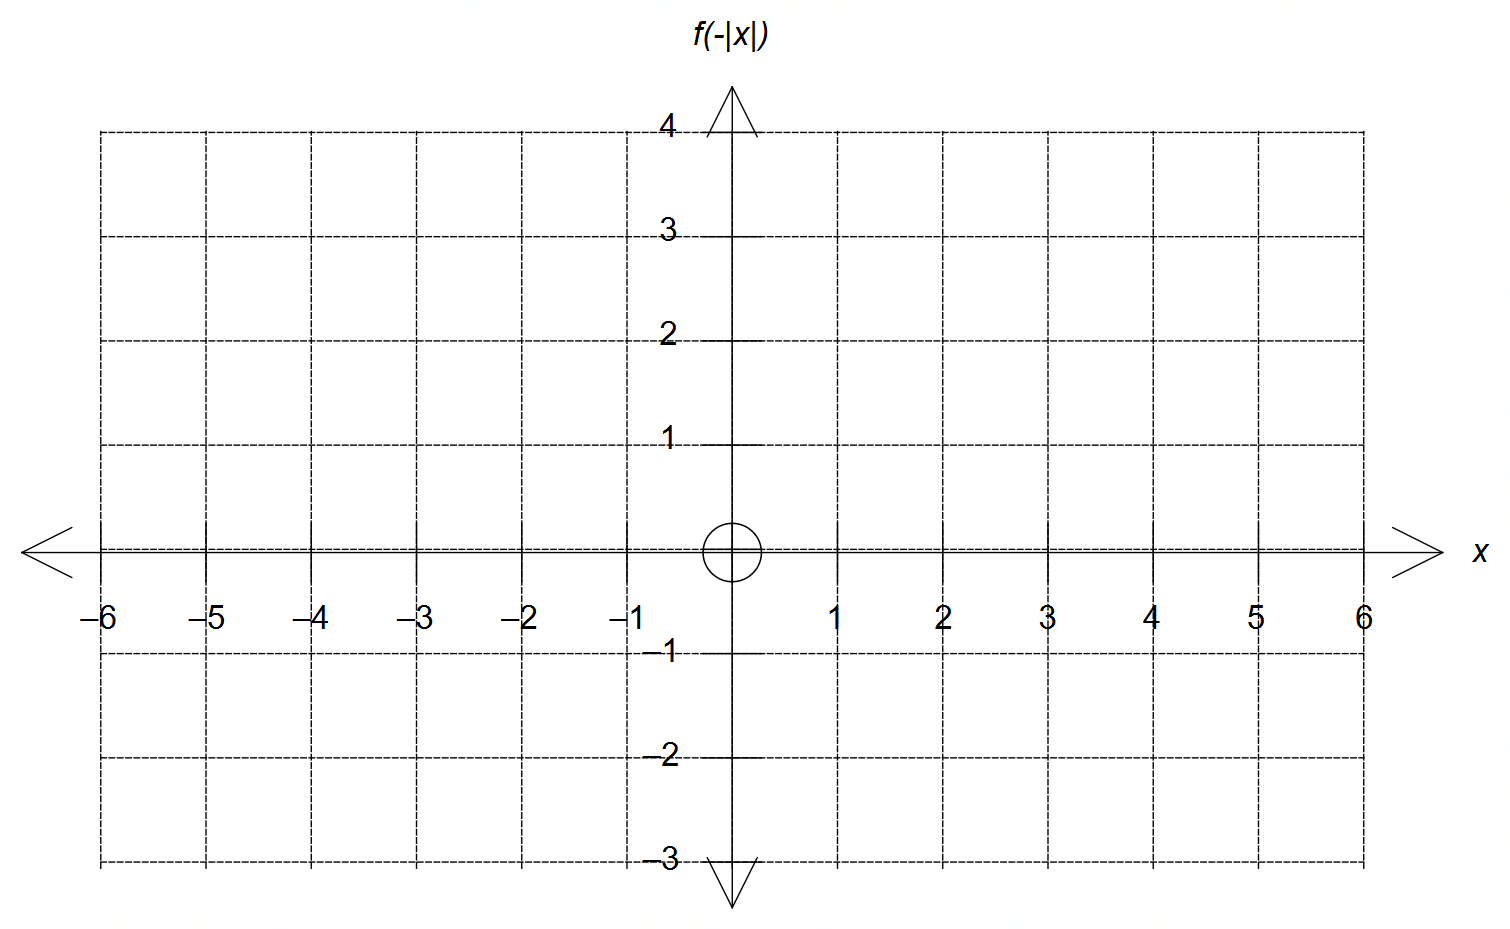 f(-|x|)
4
3
2
1
x
–6 –5 –4 –3 –2 –1 1 2 3 4 5 6
–1
–2
–3